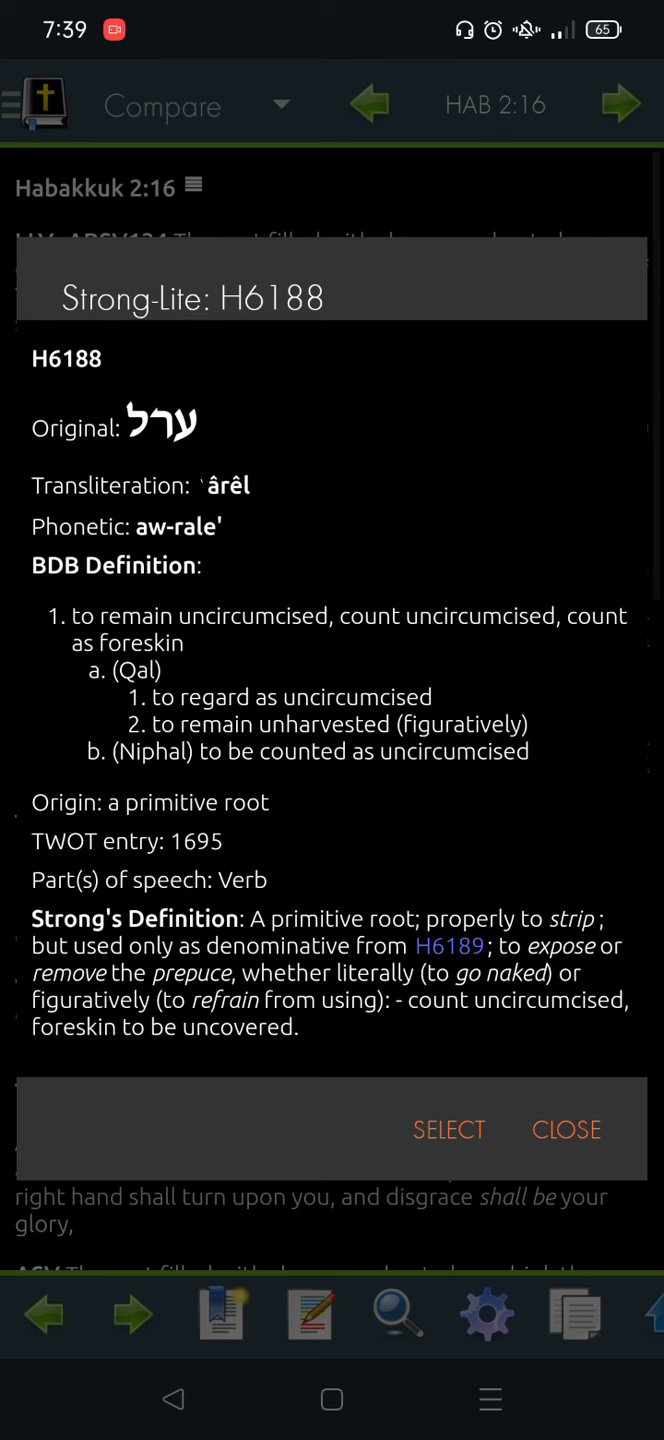 7:39
65
Compare
HAB 2:16
Habakkuk 2:16
Strong-Lite: H6188
H6188
Original: ערל
Transliteration: ‛ârêl
Phonetic: aw-rale'
BDB Definition:
1. to remain uncircumcised, count uncircumcised, count
as foreskin
a. (Qal)
1. to regard as uncircumcised
2. to remain unharvested (figuratively)
b. (Niphal) to be counted as uncircumcised
Origin: a primitive root
TWOT entry: 1695
Part(s) of speech: Verb
Strong's Definition: A primitive root; properly to strip ;
but used only as denominative from H6189; to expose or
remove the prepuce, whether literally (to go naked) or
figuratively (to refrain from using): - count uncircumcised,
foreskin to be uncovered.
SELECT
CLOSE
right hand shall turn upon you, and disgrace shall be your
glory,